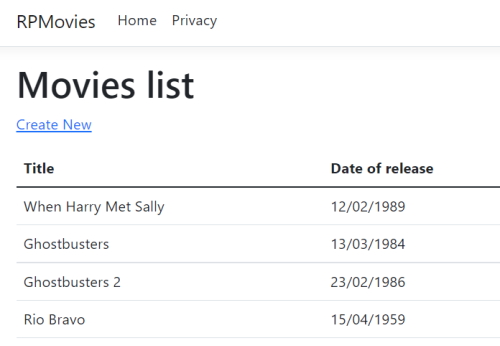 RPMovies Home Privacy
Movies list
Create New
Title Date of release
When Harry Met Sally 12/02/1989
Ghostbusters 13/03/1984
Ghostbusters 2 23/02/1986
Rio Bravo 15/04/1959